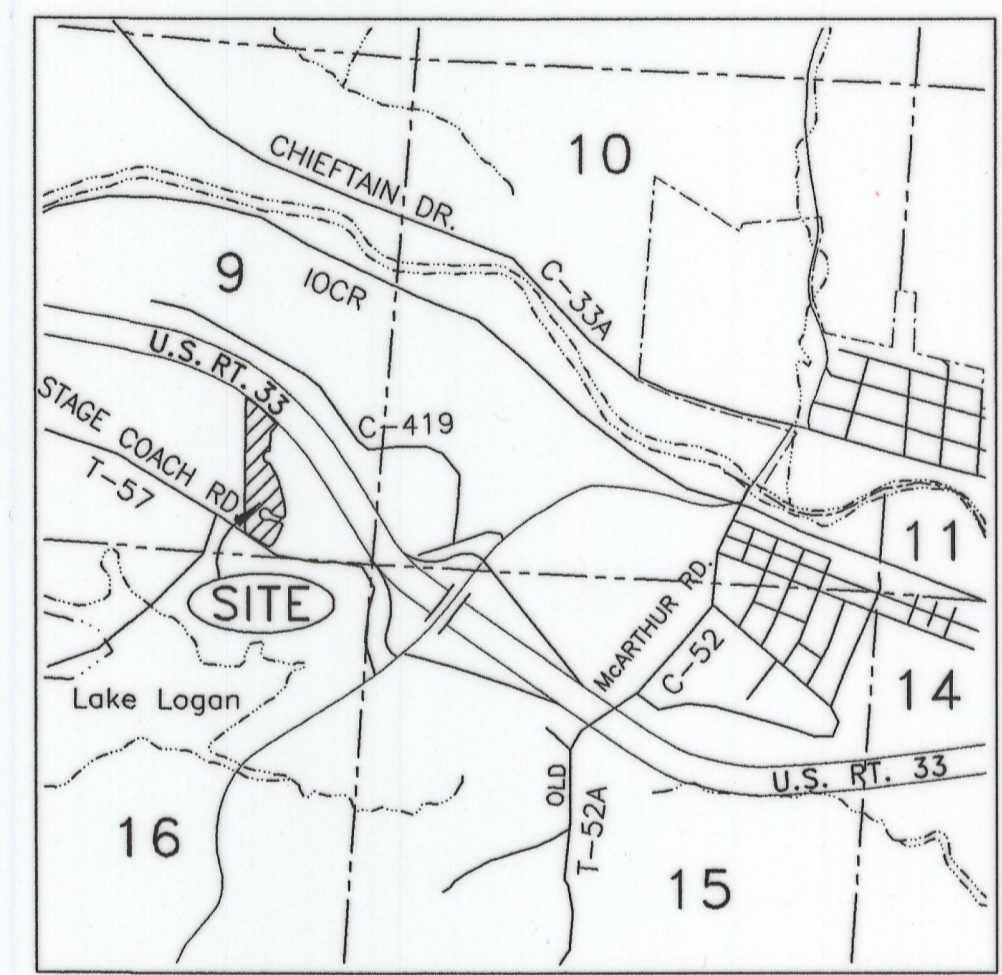 10
CHIEFTAIN DR.
9
IOCR
C-33A
U.S. RT. 33
STAGE COACH RD.
T-57
C-419
11
SITE
McARTHUR RD.
C-52
Lake Logan
14
U.S. RT. 33
OLD
T-52A
16
15